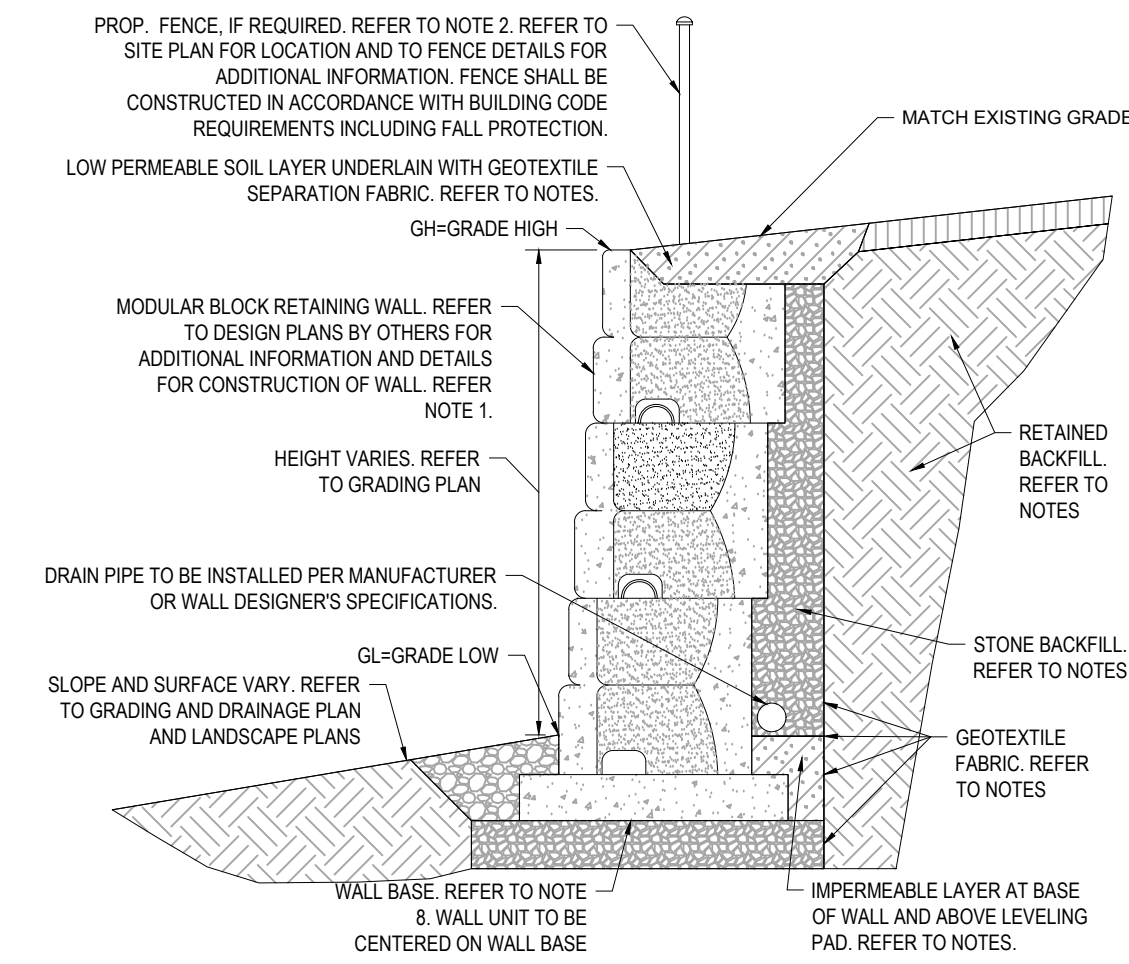 PROP. FENCE, IF REQUIRED. REFER TO NOTE 2. REFER TO
SITE PLAN FOR LOCATION AND TO FENCE DETAILS FOR
ADDITIONAL INFORMATION. FENCE SHALL BE
CONSTRUCTED IN ACCORDANCE WITH BUILDING CODE
REQUIREMENTS INCLUDING FALL PROTECTION.
MATCH EXISTING GRADE
LOW PERMEABLE SOIL LAYER UNDERLAIN WITH GEOTEXTILE
SEPARATION FABRIC. REFER TO NOTES.
GH=GRADE HIGH
MODULAR BLOCK RETAINING WALL. REFER
TO DESIGN PLANS BY OTHERS FOR
ADDITIONAL INFORMATION AND DETAILS
FOR CONSTRUCTION OF WALL. REFER
NOTE 1.
HEIGHT VARIES. REFER
TO GRADING PLAN
RETAINED
BACKFILL.
REFER TO
NOTES
DRAIN PIPE TO BE INSTALLED PER MANUFACTURER
OR WALL DESIGNER'S SPECIFICATIONS.
GL=GRADE LOW
STONE BACKFILL.
REFER TO NOTES
SLOPE AND SURFACE VARY. REFER
TO GRADING AND DRAINAGE PLAN
AND LANDSCAPE PLANS
GEOTEXTILE
FABRIC. REFER
TO NOTES
WALL BASE. REFER TO NOTE
8. WALL UNIT TO BE
CENTERED ON WALL BASE
IMPERMEABLE LAYER AT BASE
OF WALL AND ABOVE LEVELING
PAD. REFER TO NOTES.